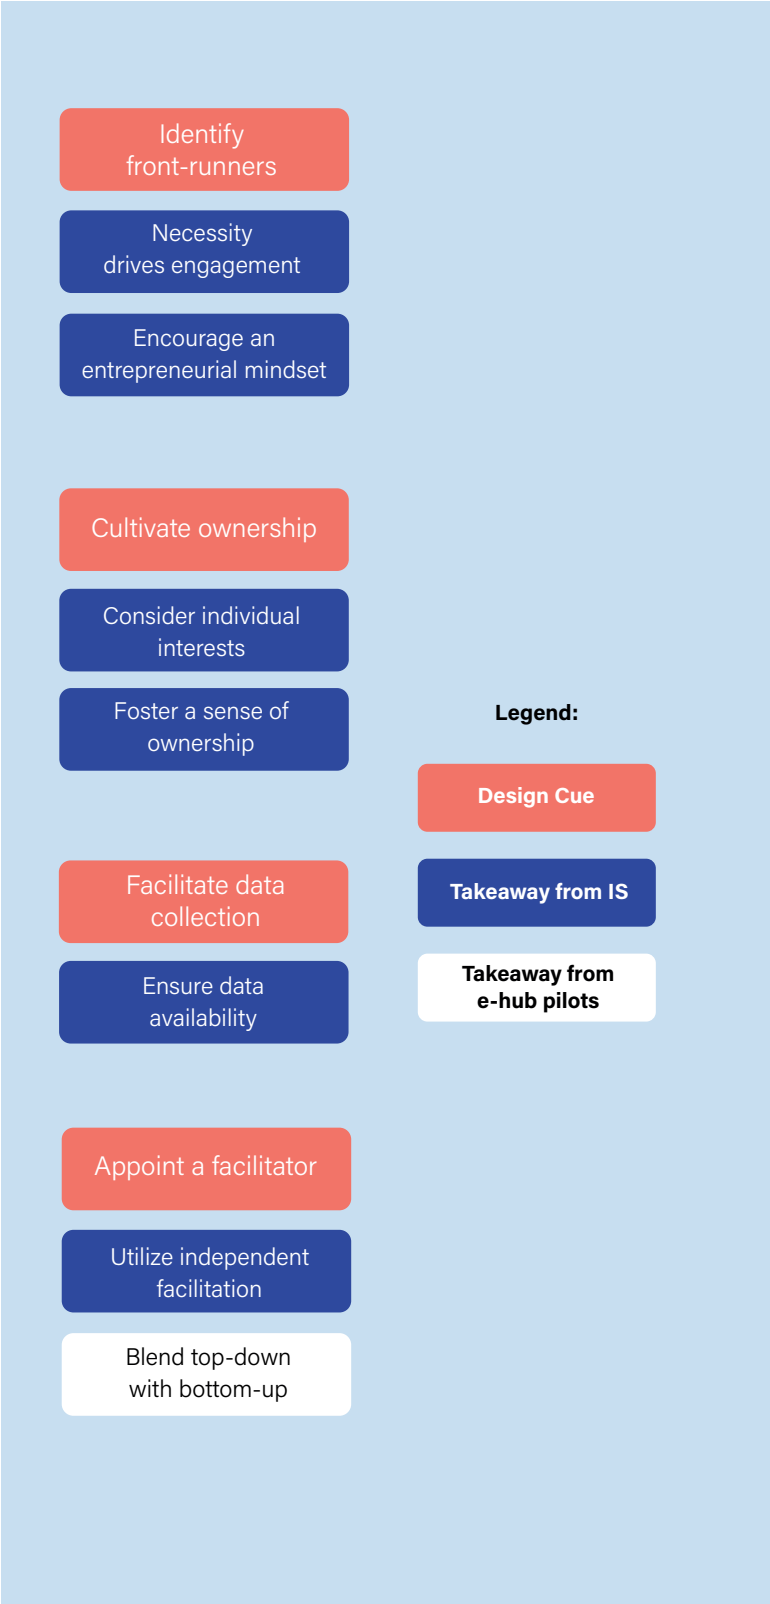 Identify
front-runners
Necessity
drives engagement
Encourage an
entrepreneurial mindset
Cultivate ownership
Consider individual
interests
Foster a sense of
ownership
Facilitate data
collection
Ensure data
availability
Appoint a facilitator
Utilize independent
facilitation
Blend top-down
with bottom-up
Legend:
Design Cue
Takeaway from IS
Takeaway from
e-hub pilots